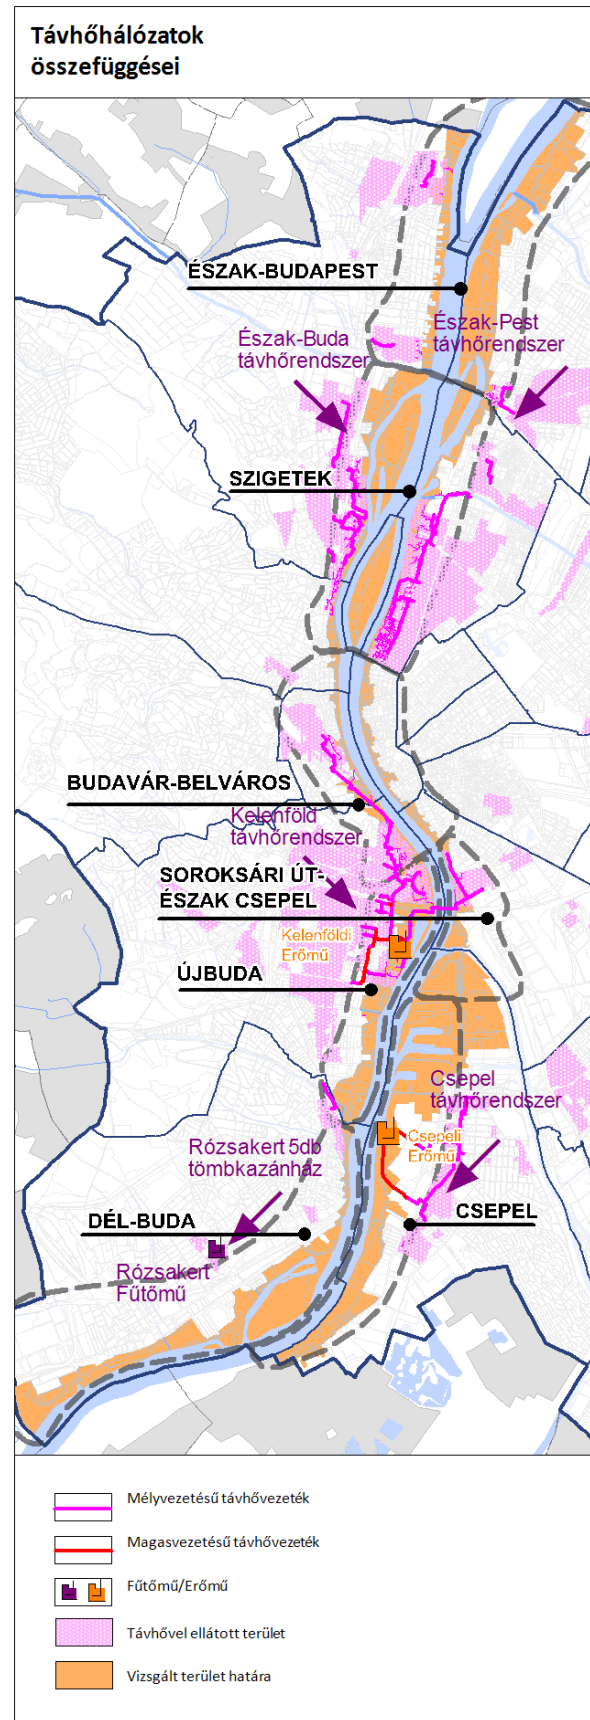 Távhőhálózatok
összefüggései
ÉSZAK-BUDAPEST
Észak-Pest
távhőrendszer
Észak-Buda
távhőrendszer
SZIGETEK
BUDAVÁR-BELVÁROS
Kelenföld
távhőrendszer
SOROKSÁRI ÚT-
ÉSZAK CSEPEL
Kelenföldi
Erőmű
ÚJBUDA
Csepel
távhőrendszer
Csepeli
Erőmű
Rózsakert 5db
tömbkazánház
DÉL-BUDA
CSEPEL
Rózsakert
Fűtőmű
Mélyvezetésű távhővezeték
Magasvezetésű távhővezeték
Fűtőmű/Erőmű
Távhővel ellátott terület
Vizsgált terület határa